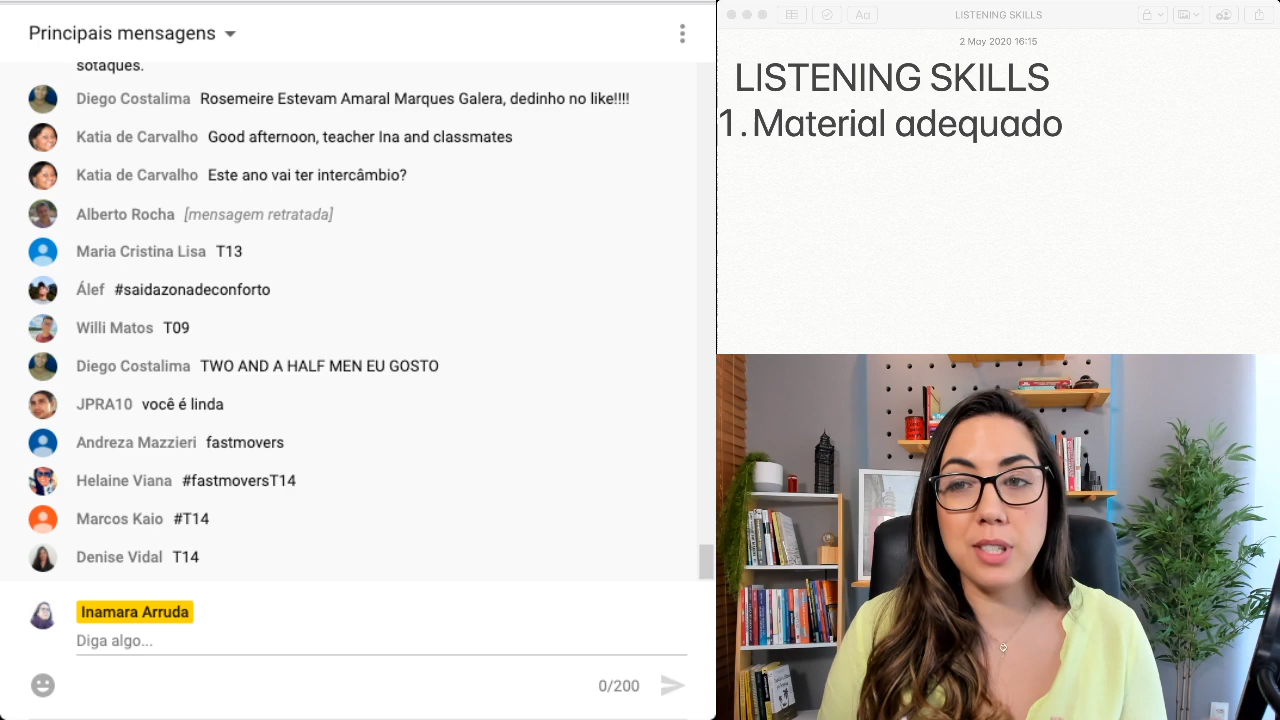 Principais mensagens
sotaques.
Diego Costalima Rosemeire Estevam Amaral Marques Galera, dedinho no like!!!!
Katia de Carvalho Good afternoon, teacher Ina and classmates
Katia de Carvalho Este ano vai ter intercâmbio?
Alberto Rocha [mensagem retratada]
Maria Cristina Lisa T13
Álef #saidazonadeconforto
Willi Matos T09
Diego Costalima TWO AND A HALF MEN EU GOSTO
JPRA10 você é linda
Andreza Mazzieri fastmovers
Helaine Viana #fastmoversT14
Marcos Kaio #T14
Denise Vidal T14
Inamara Arruda
Diga algo...
0/200
Aa
LISTENING SKILLS
2 May 2020 16:15
LISTENING SKILLS
1. Material adequado